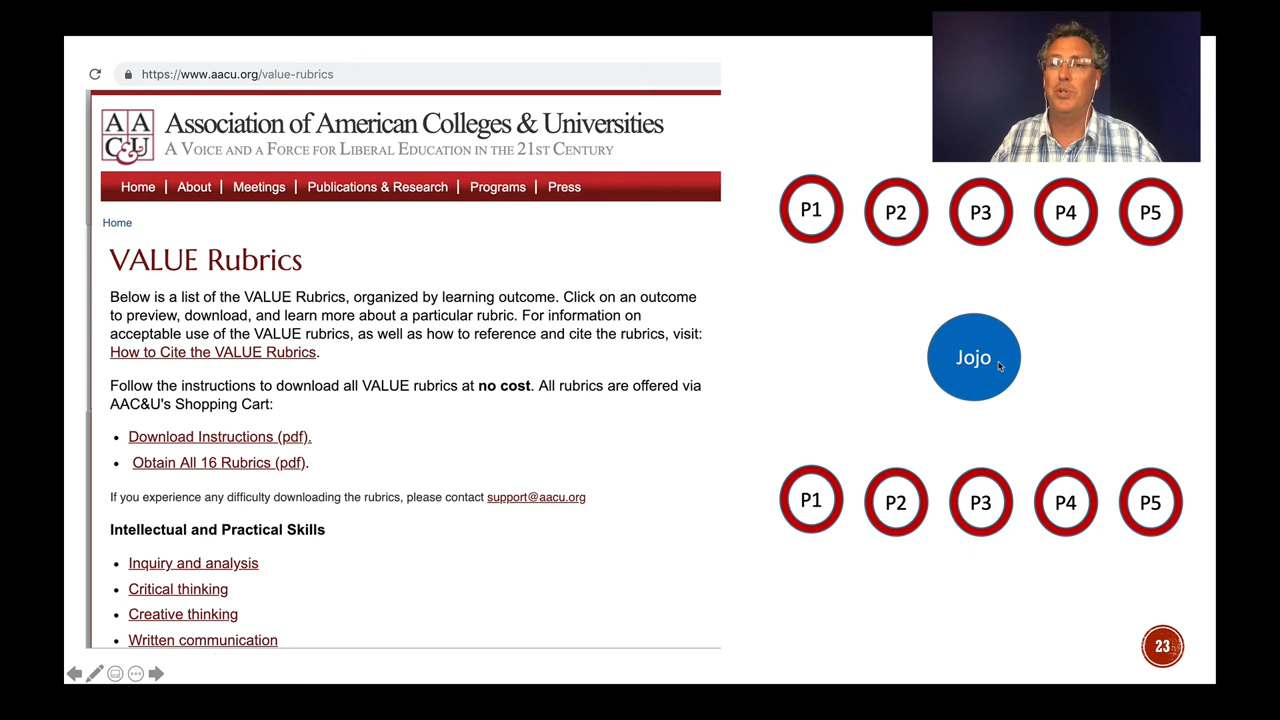 https://www.aacu.org/value-rubrics
AAC&U
Association of American Colleges & Universities
A Voice and a Force for Liberal Education in the 21st Century
Home | About | Meetings | Publications & Research | Programs | Press
Home
VALUE Rubrics
Below is a list of the VALUE Rubrics, organized by learning outcome. Click on an outcome
to preview, download, and learn more about a particular rubric. For information on
acceptable use of the VALUE rubrics, as well as how to reference and cite the rubrics, visit:
How to Cite the VALUE Rubrics.
Follow the instructions to download all VALUE rubrics at no cost. All rubrics are offered via
AAC&U's Shopping Cart:
• Download Instructions (pdf).
• Obtain All 16 Rubrics (pdf).
If you experience any difficulty downloading the rubrics, please contact support@aacu.org
Intellectual and Practical Skills
• Inquiry and analysis
• Critical thinking
• Creative thinking
• Written communication
P1 P2 P3 P4 P5
Jojo
P1 P2 P3 P4 P5
23